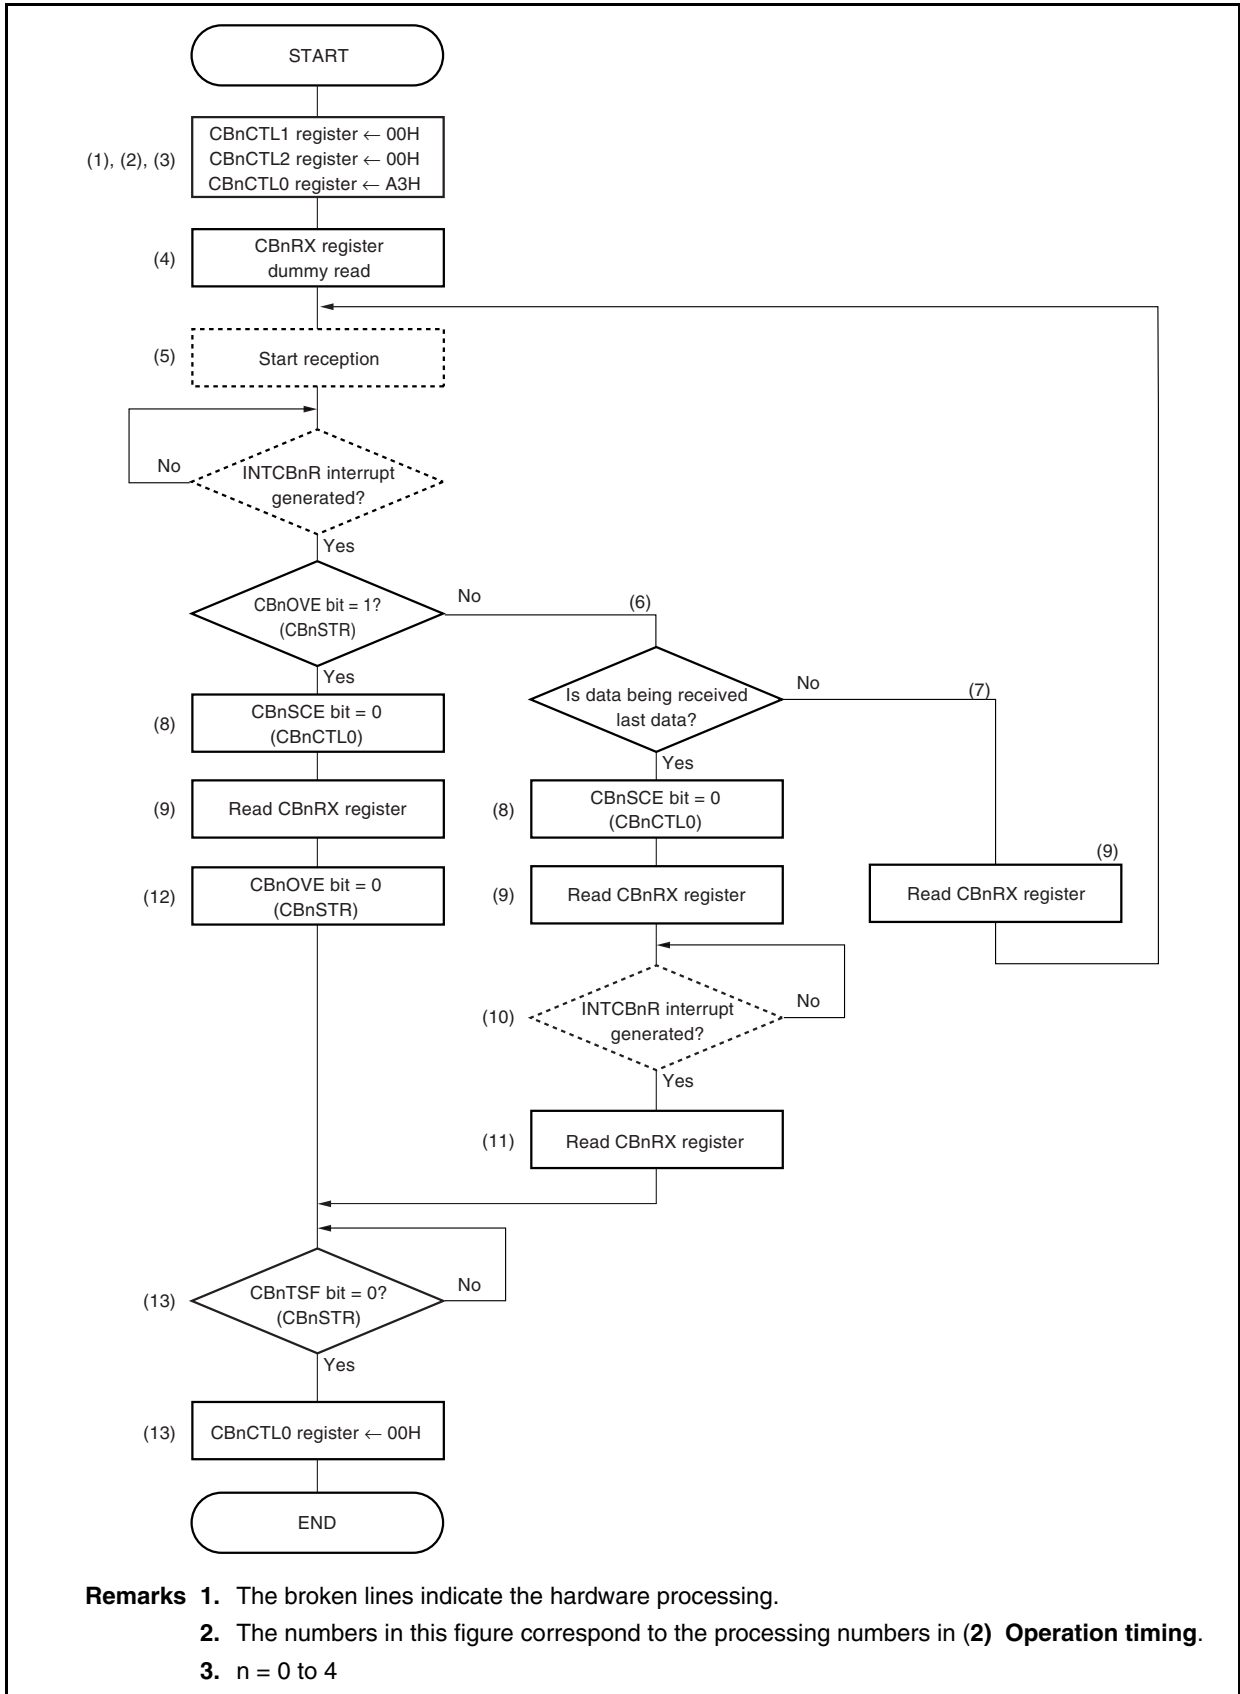 START
(1), (2), (3)
CBnCTL1 register ← 00H
CBnCTL2 register ← 00H
CBnCTL0 register ← A3H
(4)
CBnRX register
dummy read
(5)
Start reception
No
INTCBnR interrupt
generated?
Yes
CBnOVE bit = 1?
(CBnSTR)
No
(6)
Yes
Is data being received
last data?
No
(7)
Yes
(8)
CBnSCE bit = 0
(CBnCTL0)
(8)
CBnSCE bit = 0
(CBnCTL0)
(9)
Read CBnRX register
(9)
Read CBnRX register
(9)
Read CBnRX register
(12)
CBnOVE bit = 0
(CBnSTR)
(10)
INTCBnR interrupt
generated?
No
Yes
(11)
Read CBnRX register
(13)
CBnTSF bit = 0?
(CBnSTR)
No
Yes
(13)
CBnCTL0 register ← 00H
END
Remarks 1. The broken lines indicate the hardware processing.
2. The numbers in this figure correspond to the processing numbers in (2) Operation timing.
3. n = 0 to 4